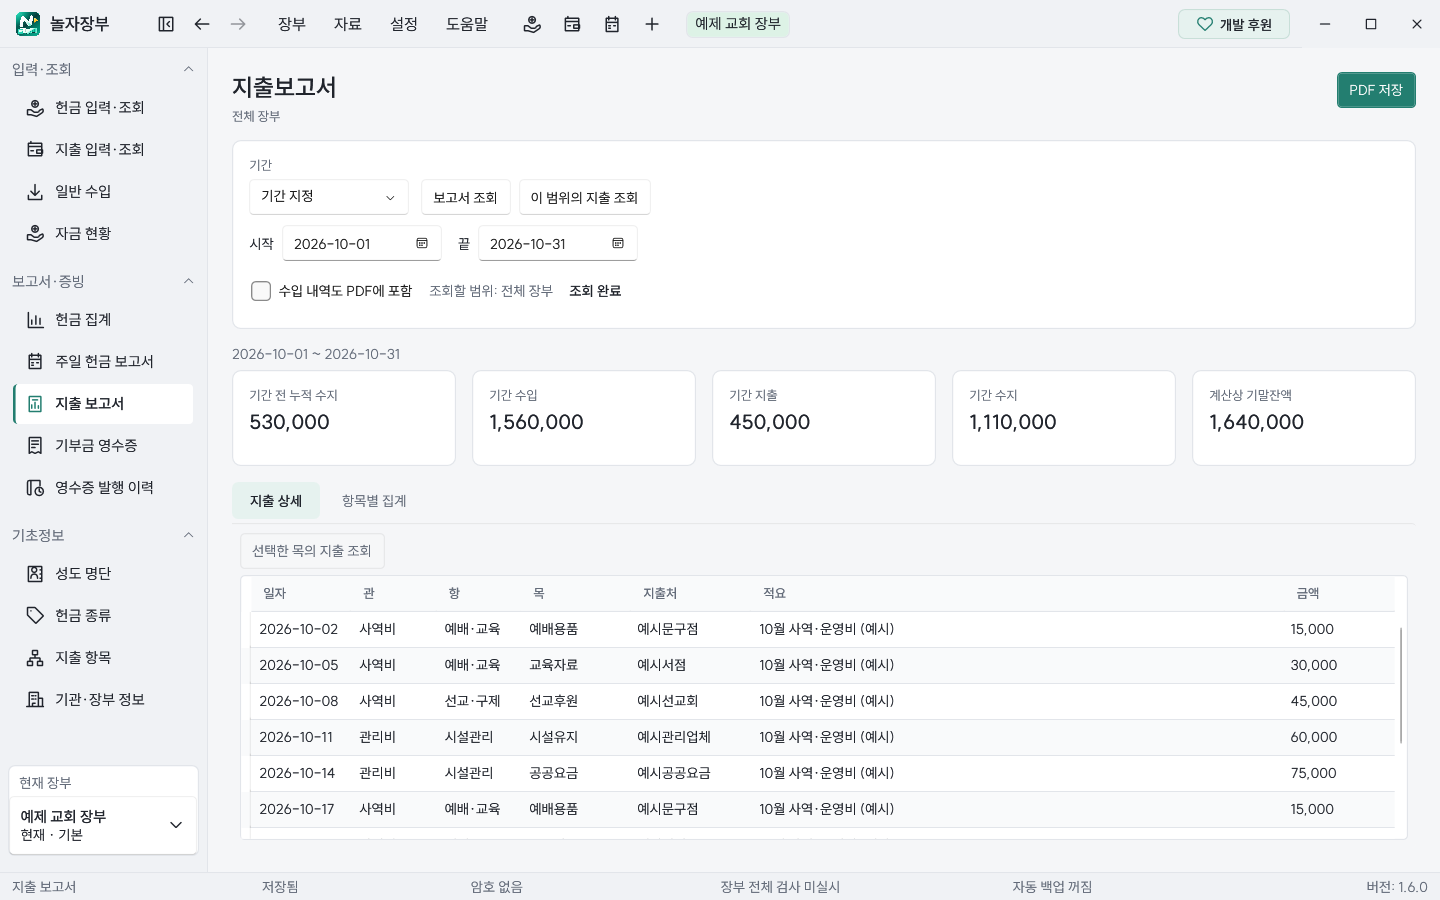 놀자장부
장부 자료 설정 도움말
예제 교회 장부
개발 후원
입력·조회
헌금 입력·조회
지출 입력·조회
일반 수입
자금 현황
보고서·증빙
헌금 집계
주일 헌금 보고서
지출 보고서
기부금 영수증
영수증 발행 이력
기초정보
성도 명단
헌금 종류
지출 항목
기관·장부 정보
현재 장부
예제 교회 장부
현재 · 기본
지출보고서
전체 장부
PDF 저장
기간
기간 지정 보고서 조회 이 범위의 지출 조회
시작 2026-10-01 끝 2026-10-31
수입 내역도 PDF에 포함 조회할 범위: 전체 장부 조회 완료
2026-10-01 ~ 2026-10-31
기간 전 누적 수지 기간 수입 기간 지출 기간 수지 계산상 기말잔액
530,000 1,560,000 450,000 1,110,000 1,640,000
지출 상세 항목별 집계
선택한 목의 지출 조회
일자 관 항 목 지출처 적요 금액
2026-10-02 사역비 예배·교육 예배용품 예시문구점 10월 사역·운영비 (예시) 15,000
2026-10-05 사역비 예배·교육 교육자료 예시서점 10월 사역·운영비 (예시) 30,000
2026-10-08 사역비 선교·구제 선교후원 예시선교회 10월 사역·운영비 (예시) 45,000
2026-10-11 관리비 시설관리 시설유지 예시관리업체 10월 사역·운영비 (예시) 60,000
2026-10-14 관리비 시설관리 공공요금 예시공공요금 10월 사역·운영비 (예시) 75,000
2026-10-17 사역비 예배·교육 예배용품 예시문구점 10월 사역·운영비 (예시) 15,000
지출 보고서 저장됨 암호 없음 장부 전체 검사 미실시 자동 백업 꺼짐 버전: 1.6.0